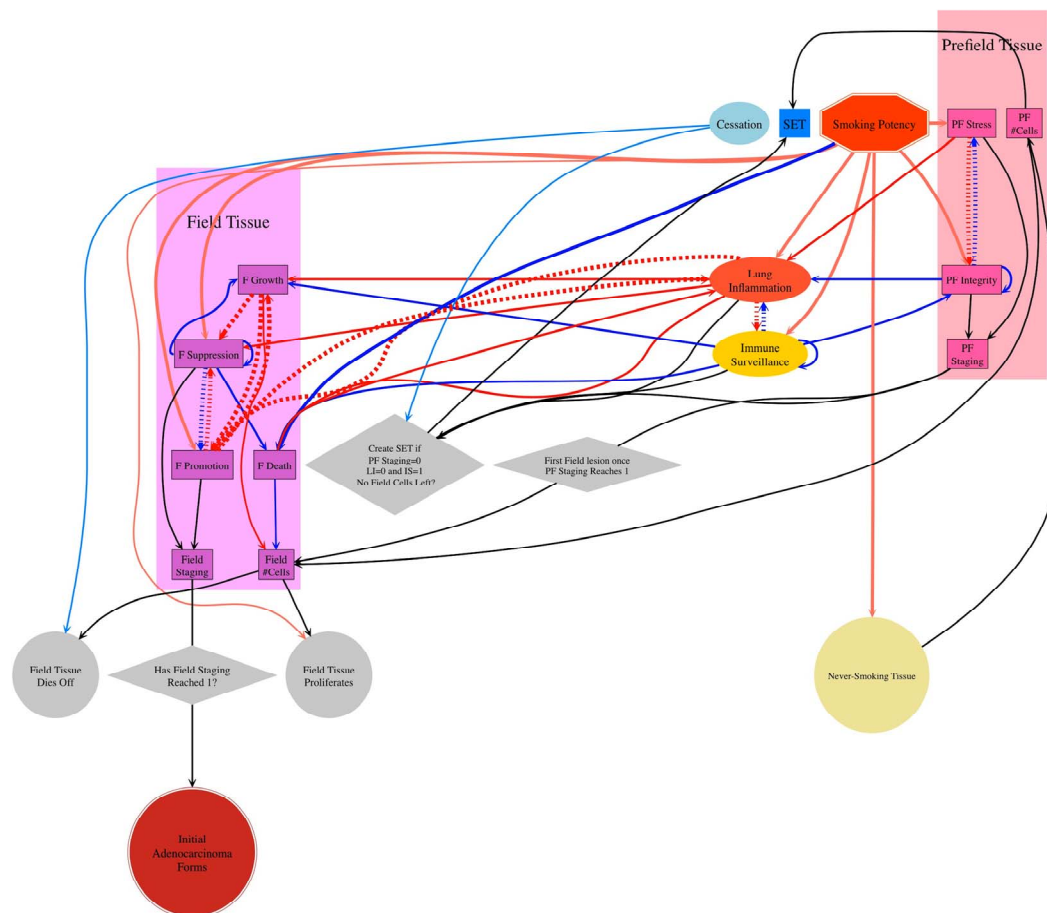 Prefield Tissue
Cessation
SET
Smoking Potency
PF Stress
PF
#Cells
Field Tissue
F Growth
Lung
Inflammation
PF Integrity
F Suppression
Immune
Surveillance
PF
Staging
Create SET if
PF Staging=0
LI=0 and IS=1
No Field Cells Left?
First Field lesion once
PF Staging Reaches 1
F Promotion
F Death
Field
Staging
Field
#Cells
Field Tissue
Dies Off
Has Field Staging
Reached 1?
Field Tissue
Proliferates
Never-Smoking Tissue
Initial
Adenocarcinoma
Forms